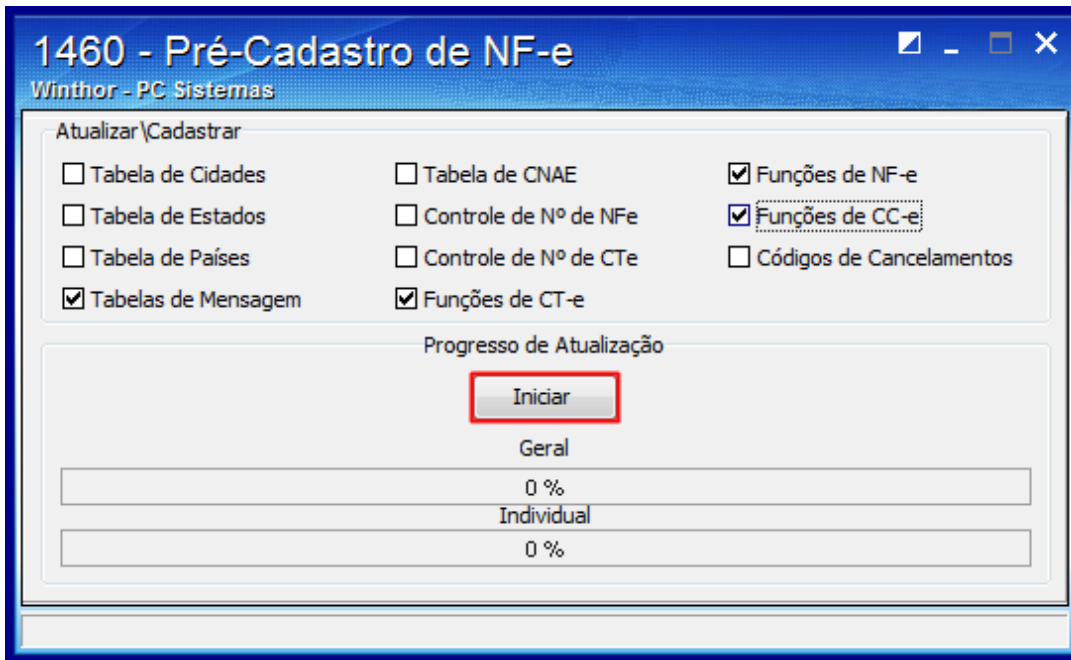 1460 - Pré-Cadastro de NF-e
Winthor - PC Sistemas
Atualizar\Cadastrar
Tabela de Cidades
Tabela de CNAE
Funções de NF-e
Tabela de Estados
Controle de Nº de NFe
Funções de CC-e
Tabela de Países
Controle de Nº de CTe
Códigos de Cancelamentos
Tabelas de Mensagem
Funções de CT-e
Progresso de Atualização
Iniciar
Geral
0 %
Individual
0 %